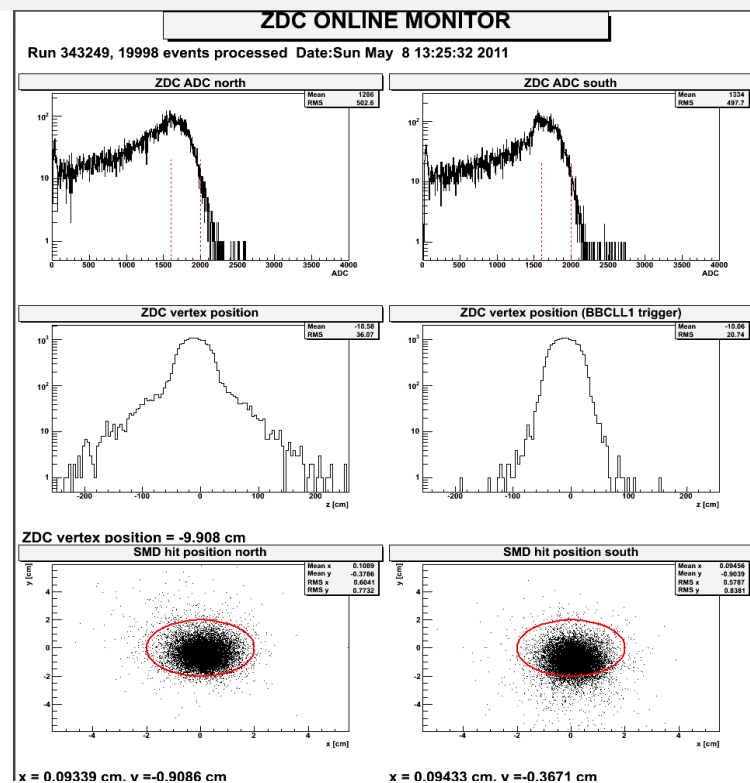 ZDC ONLINE MONITOR
Run 343249, 19998 events processed Date:Sun May 8 13:25:32 2011
ZDC ADC north
Mean 1286
RMS 502.6
10²
10
1
0 500 1000 1500 2000 2500 3000 3500 4000
ADC
ZDC ADC south
Mean 1334
RMS 497.7
10²
10
1
0 500 1000 1500 2000 2500 3000 3500 4000
ADC
ZDC vertex position
Mean -10.58
RMS 36.07
10³
10²
10
1
-200 -100 0 100 200
z [cm]
ZDC vertex position (BBCLL1 trigger)
Mean -10.06
RMS 20.74
10³
10²
10
1
-200 -100 0 100 200
z [cm]
ZDC vertex position = -9.908 cm
SMD hit position north
Mean x 0.1089
Mean y -0.3786
RMS x 0.6041
RMS y 0.7732
y [cm]
4
2
0
-2
-4
-4 -2 0 2 4
x [cm]
SMD hit position south
Mean x 0.09456
Mean y -0.9039
RMS x 0.5787
RMS y 0.8381
y [cm]
4
2
0
-2
-4
-4 -2 0 2 4
x [cm]
x = 0.09339 cm, y =-0.9086 cm
x = 0.09433 cm, y =-0.3671 cm